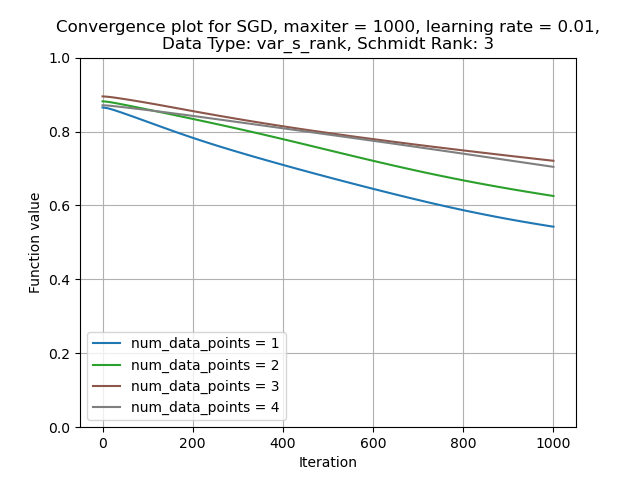 Convergence plot for SGD, maxiter = 1000, learning rate = 0.01,
Data Type: var_s_rank, Schmidt Rank: 3
Function value
1.0
0.8
0.6
0.4
0.2
0.0
num_data_points = 1
num_data_points = 2
num_data_points = 3
num_data_points = 4
0 200 400 600 800 1000
Iteration